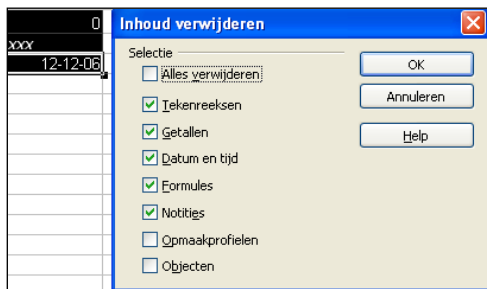 0
xxx
12-12-06
Inhoud verwijderen
Selectie
Alles verwijderen
Tekenreeksen
Getallen
Datum en tijd
Formules
Notities
Opmaakprofielen
Objecten
OK
Annuleren
Help